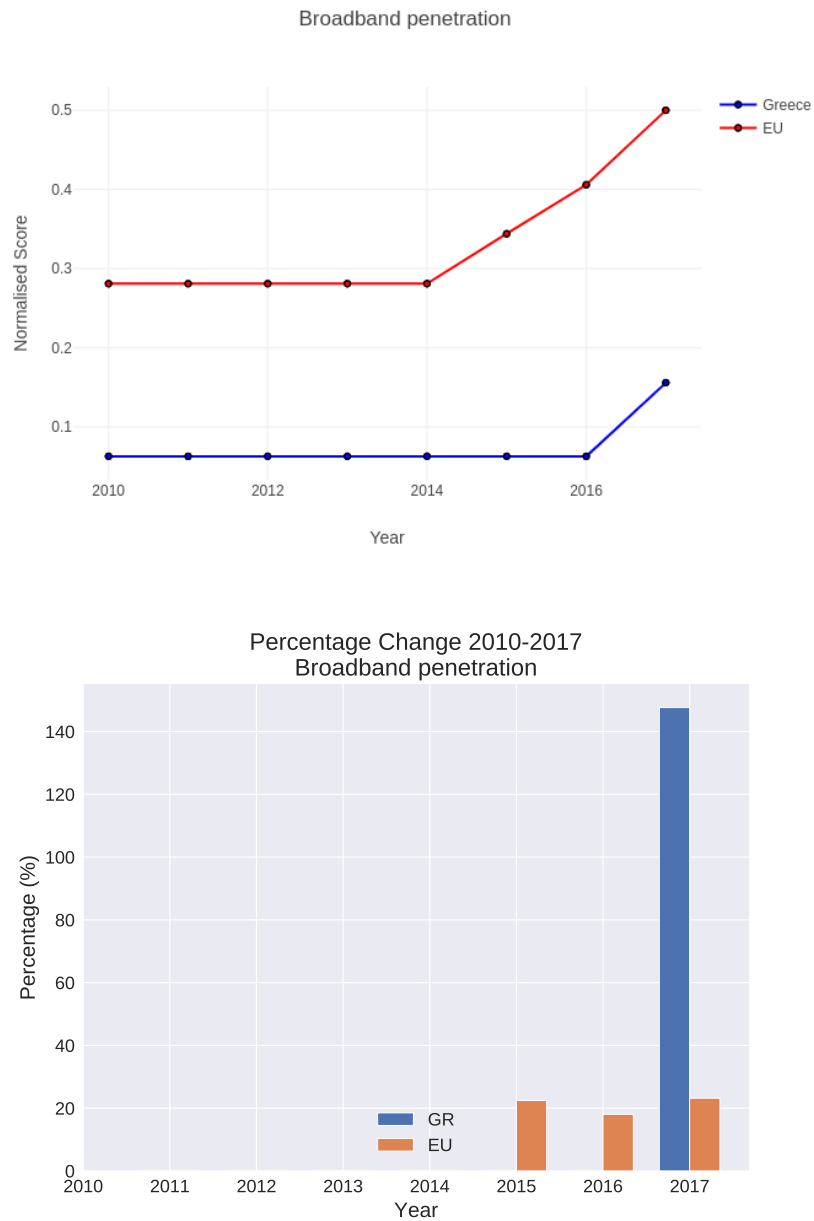 Broadband penetration
0.5
0.4
0.3
0.2
0.1
Normalised Score
2010 2012 2014 2016
Year
Greece
EU
Percentage Change 2010-2017
Broadband penetration
140
120
100
80
60
40
20
0
Percentage (%)
GR
EU
2010 2011 2012 2013 2014 2015 2016 2017
Year